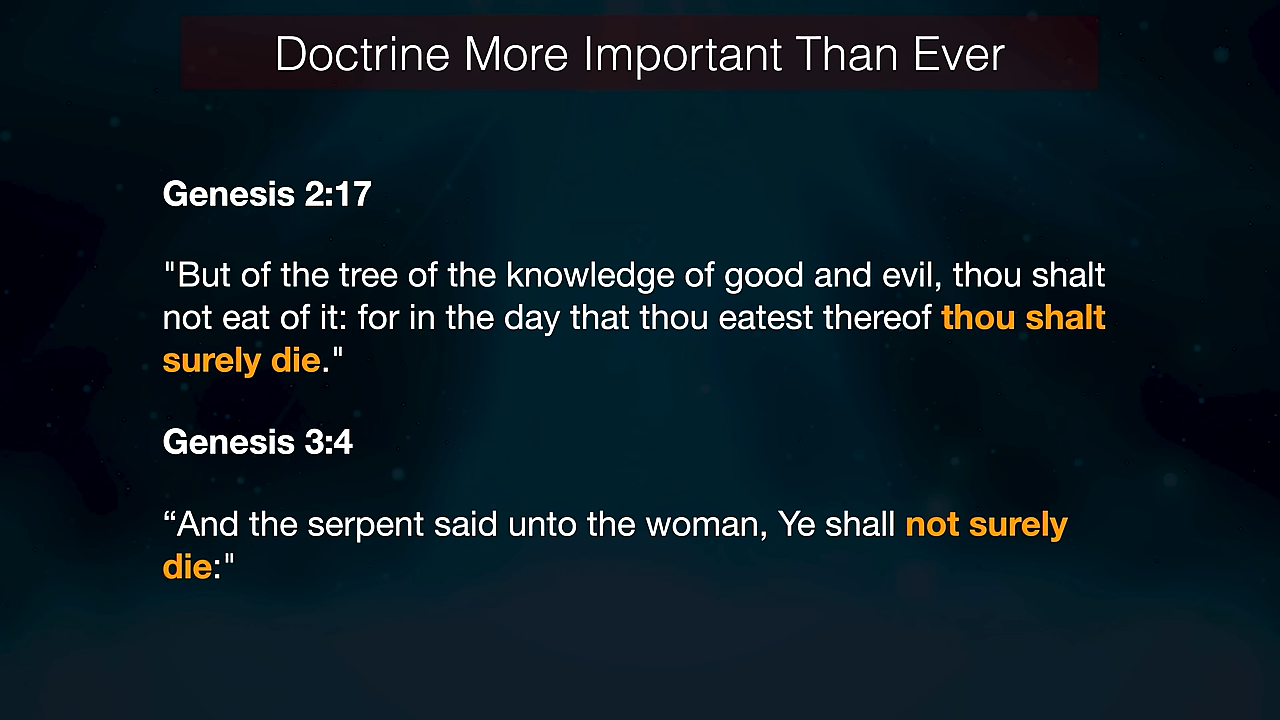 Doctrine More Important Than Ever
Genesis 2:17
"But of the tree of the knowledge of good and evil, thou shalt
not eat of it: for in the day that thou eatest thereof thou shalt
surely die."
Genesis 3:4
“And the serpent said unto the woman, Ye shall not surely
die:"